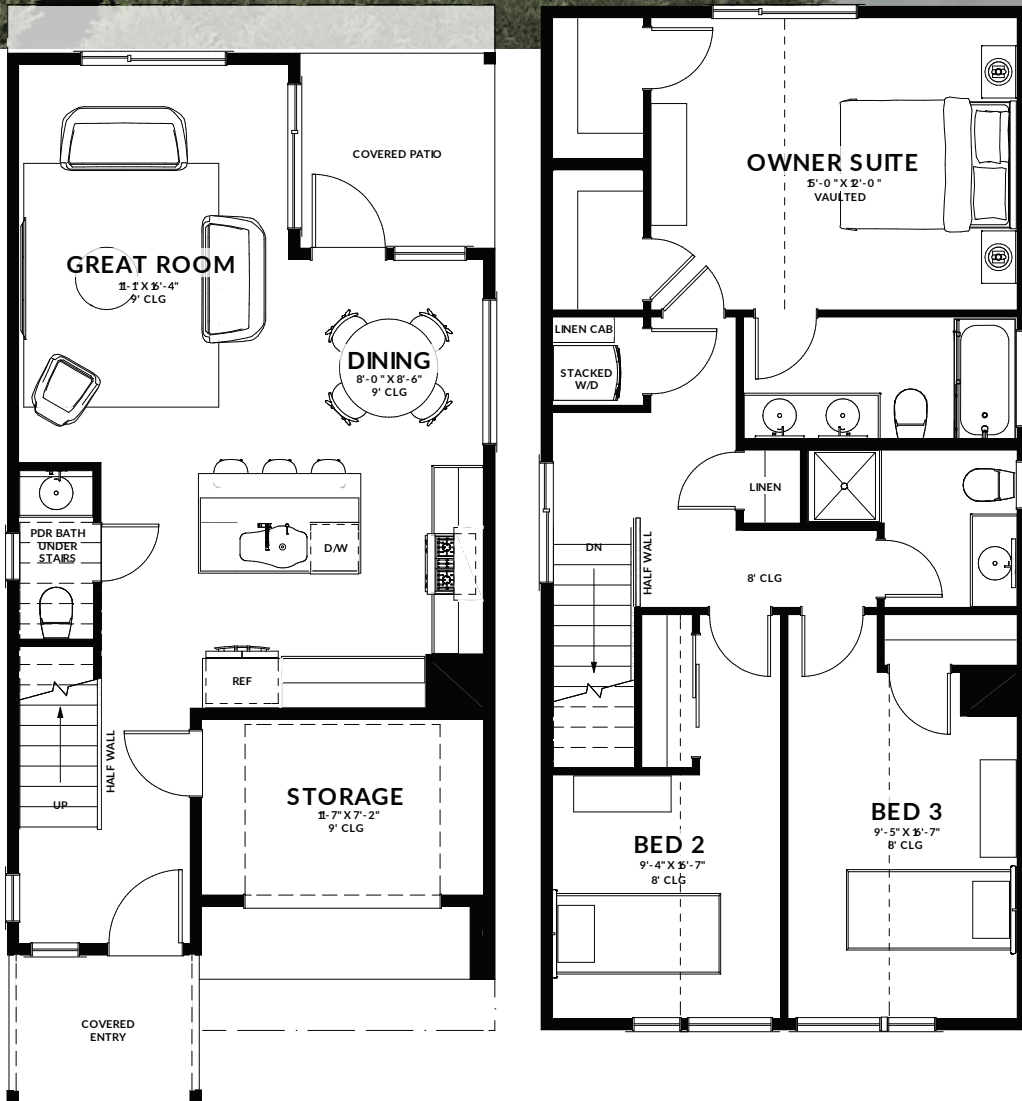 COVERED PATIO
GREAT ROOM
11'-1" X 16'-4"
9' CLG
DINING
8'-0" X 8'-6"
9' CLG
D/W
PDR BATH
UNDER
STAIRS
REF
HALF WALL
UP
STORAGE
11'-7" X 7'-2"
9' CLG
COVERED
ENTRY
OWNER SUITE
15'-0" X 12'-0"
VAULTED
LINEN CAB
STACKED
W/D
LINEN
DN
HALF WALL
8' CLG
BED 2
9'-4" X 16'-7"
8' CLG
BED 3
9'-5" X 16'-7"
8' CLG